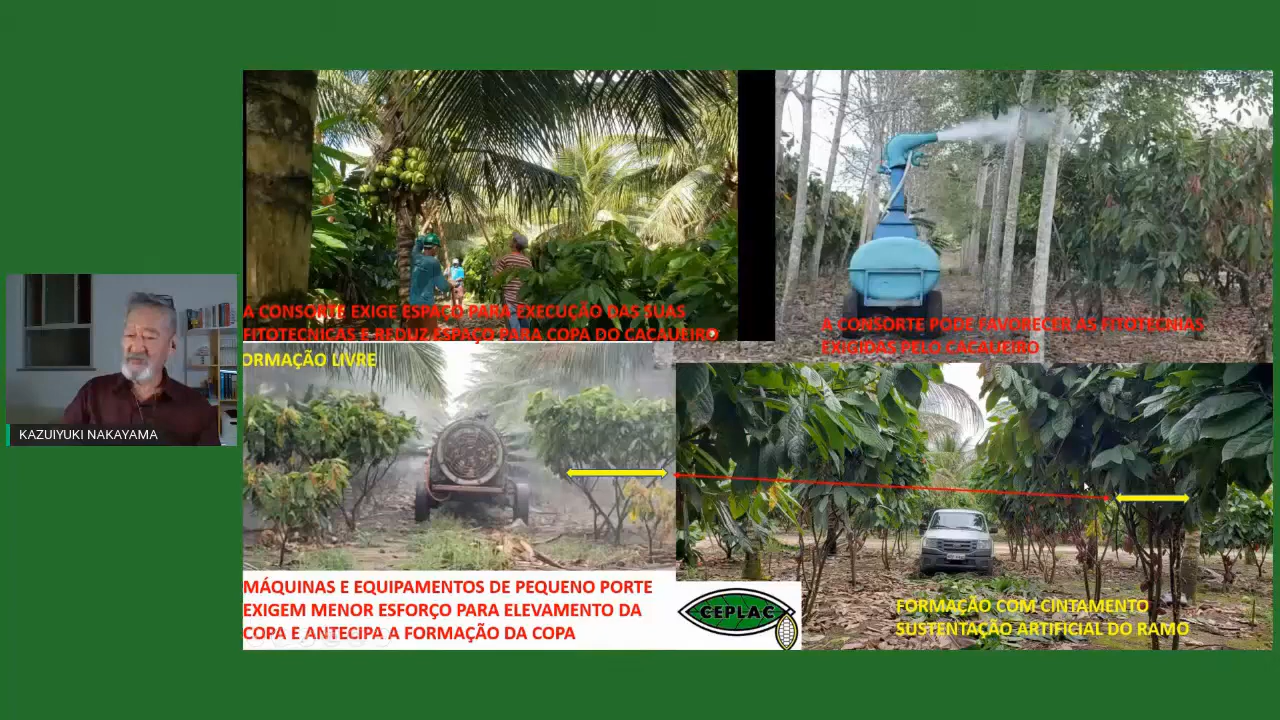 A CONSORTE EXIGE ESPAÇO PARA EXECUÇÃO DAS SUAS
FITOTECNICAS E REDUZ ESPAÇO PARA COPA DO CACAUEIRO
A CONSORTE PODE FAVORECER AS FITOTECNIAS
EXIGIDAS PELO CACAUEIRO
ORMAÇÃO LIVRE
KAZUIYUKI NAKAYAMA
MÁQUINAS E EQUIPAMENTOS DE PEQUENO PORTE
EXIGEM MENOR ESFORÇO PARA ELEVAMENTO DA
COPA E ANTECIPA A FORMAÇÃO DA COPA
CEPLAC
FORMAÇÃO COM CINTAMENTO
SUSTENTAÇÃO ARTIFICIAL DO RAMO